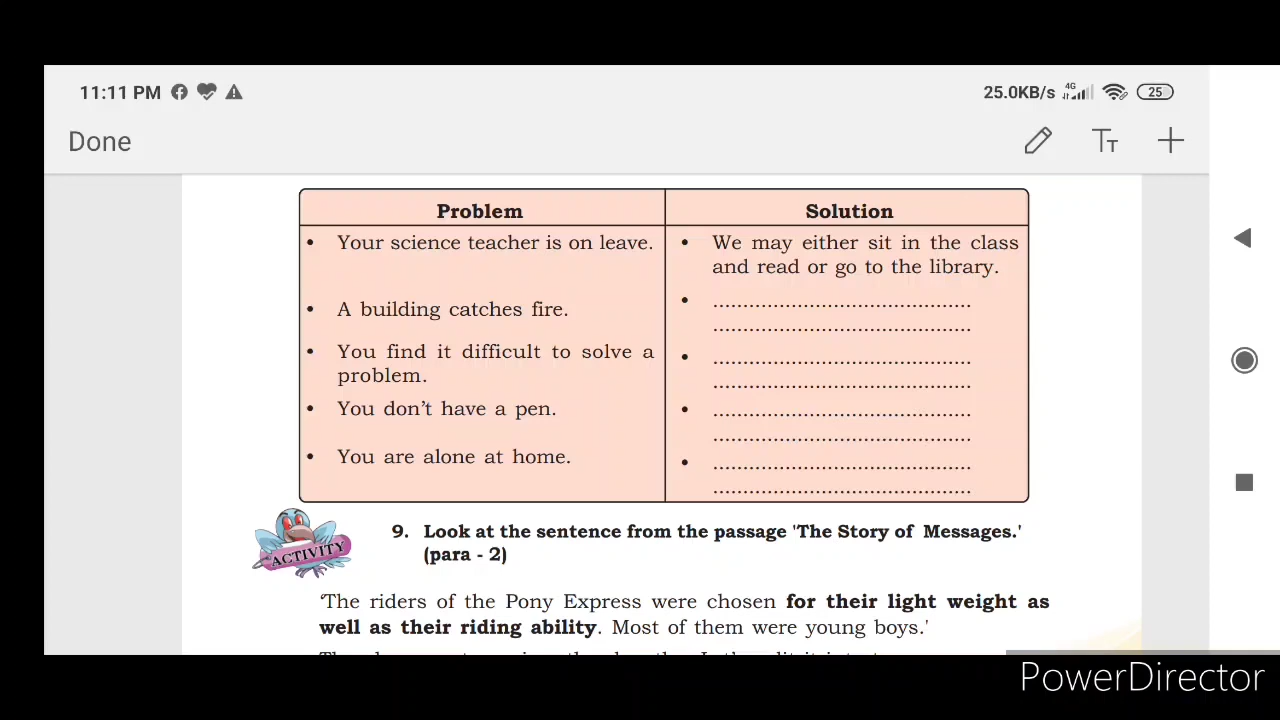 11:11 PM
25.0KB/s 4G 25
Done
TT
Problem
Solution
• Your science teacher is on leave.
• We may either sit in the class
and read or go to the library.
• A building catches fire.
• ...........................................
...........................................
• You find it difficult to solve a
problem.
• ...........................................
...........................................
• You don't have a pen.
• ...........................................
...........................................
• You are alone at home.
• ...........................................
...........................................
ACTIVITY
9. Look at the sentence from the passage 'The Story of Messages.'
(para - 2)
'The riders of the Pony Express were chosen for their light weight as
well as their riding ability. Most of them were young boys.'
PowerDirector